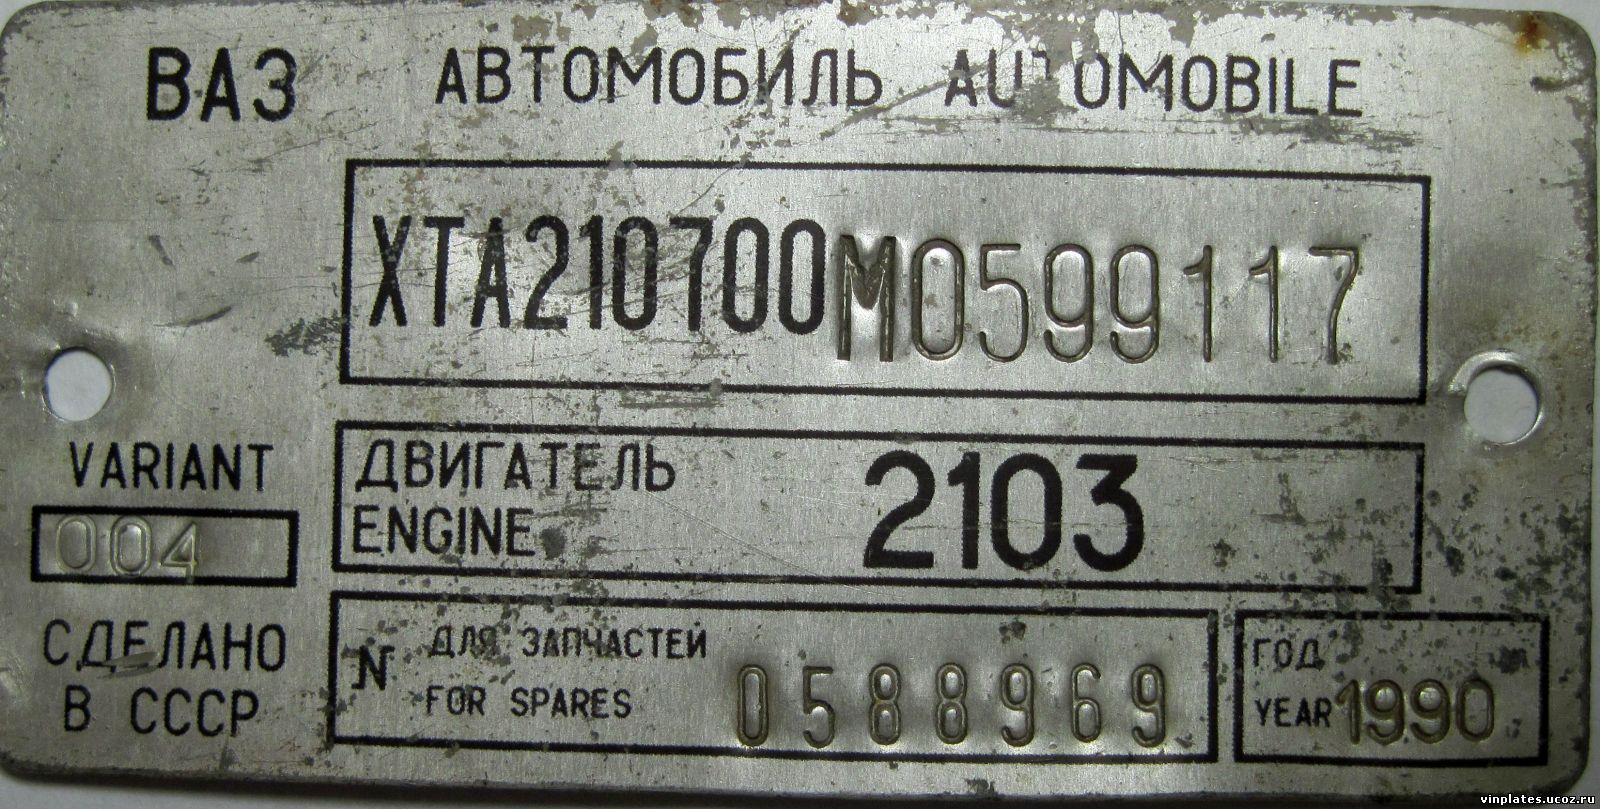 ВАЗ АВТОМОБИЛЬ AUTOMOBILE
XTA210700M0599117
VARIANT
004
ДВИГАТЕЛЬ
ENGINE
2103
СДЕЛАНО
В СССР
N ДЛЯ ЗАПЧАСТЕЙ
FOR SPARES
0588969
ГОД
YEAR 1990
vinplates.ucoz.ru